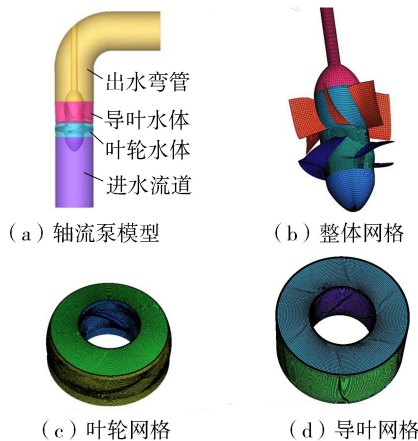 出水弯管
导叶水体
叶轮水体
进水流道
（a）轴流泵模型
（b）整体网格
（c）叶轮网格
（d）导叶网格